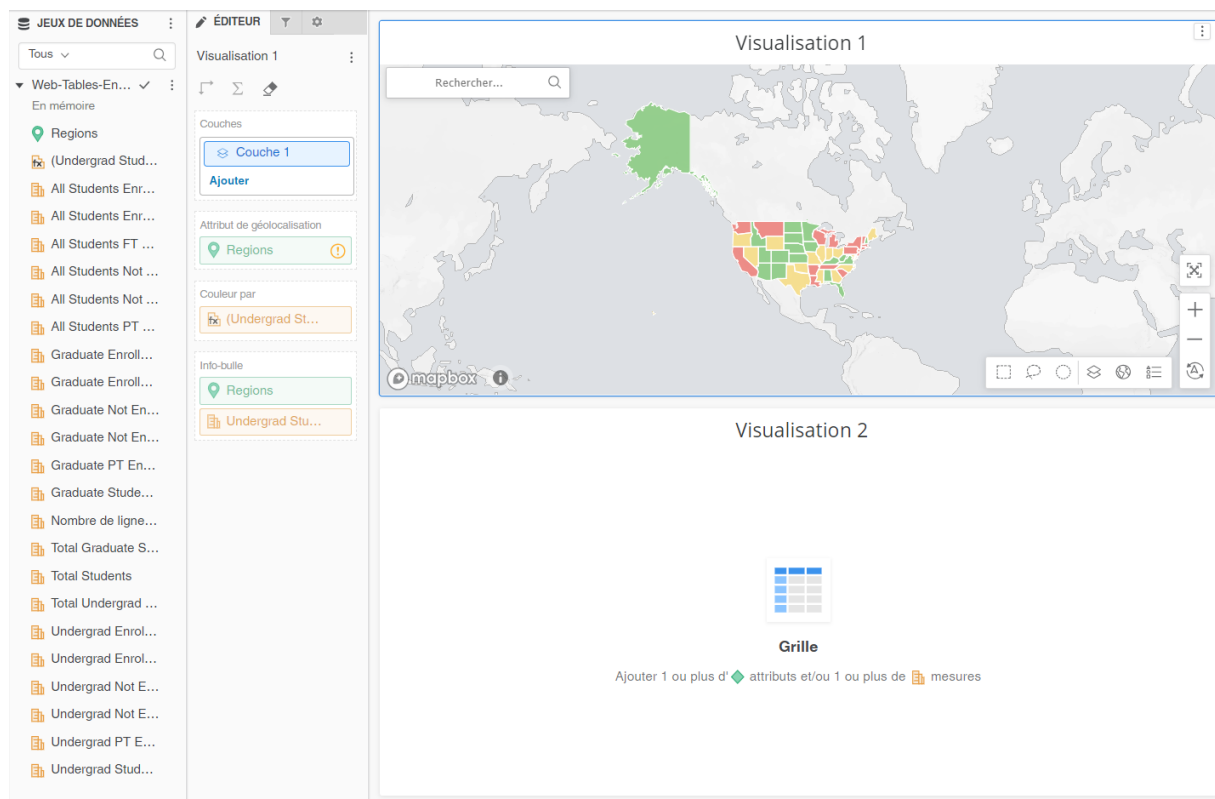 JEUX DE DONNÉES
Tous
Web-Tables-En...
En mémoire
Regions
(Undergrad Stud...
All Students Enr...
All Students Enr...
All Students FT ...
All Students Not ...
All Students Not ...
All Students PT ...
Graduate Enroll...
Graduate Enroll...
Graduate Not En...
Graduate Not En...
Graduate PT En...
Graduate Stude...
Nombre de ligne...
Total Graduate S...
Total Students
Total Undergrad ...
Undergrad Enrol...
Undergrad Enrol...
Undergrad Not E...
Undergrad Not E...
Undergrad PT E...
Undergrad Stud...
ÉDITEUR
Visualisation 1
Couches
Couche 1
Ajouter
Attribut de géolocalisation
Regions
Couleur par
fx (Undergrad St...
Info-bulle
Regions
Undergrad Stu...
Visualisation 1
Rechercher...
mapbox
Visualisation 2
Grille
Ajouter 1 ou plus d' attributs et/ou 1 ou plus de mesures